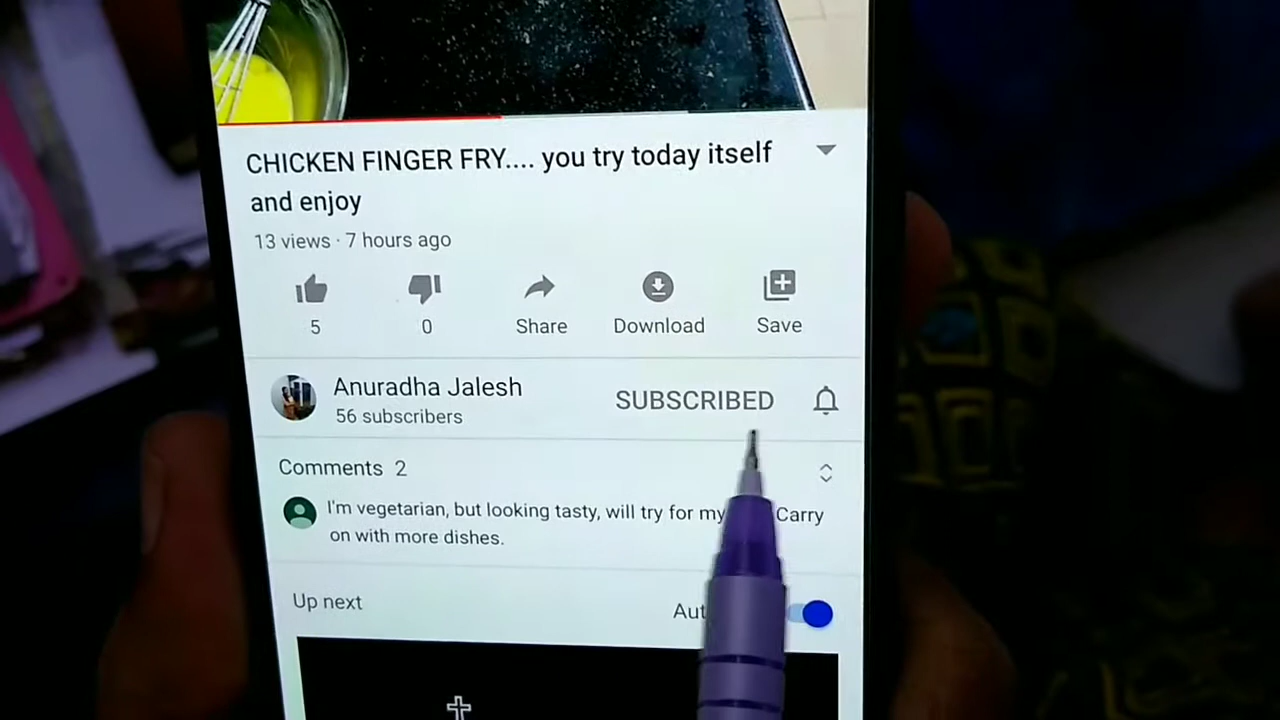 CHICKEN FINGER FRY.... you try today itself
and enjoy
13 views · 7 hours ago
5
0
Share
Download
Save
Anuradha Jalesh
SUBSCRIBED
56 subscribers
Comments 2
I'm vegetarian, but looking tasty, will try for my Carry
on with more dishes.
Up next